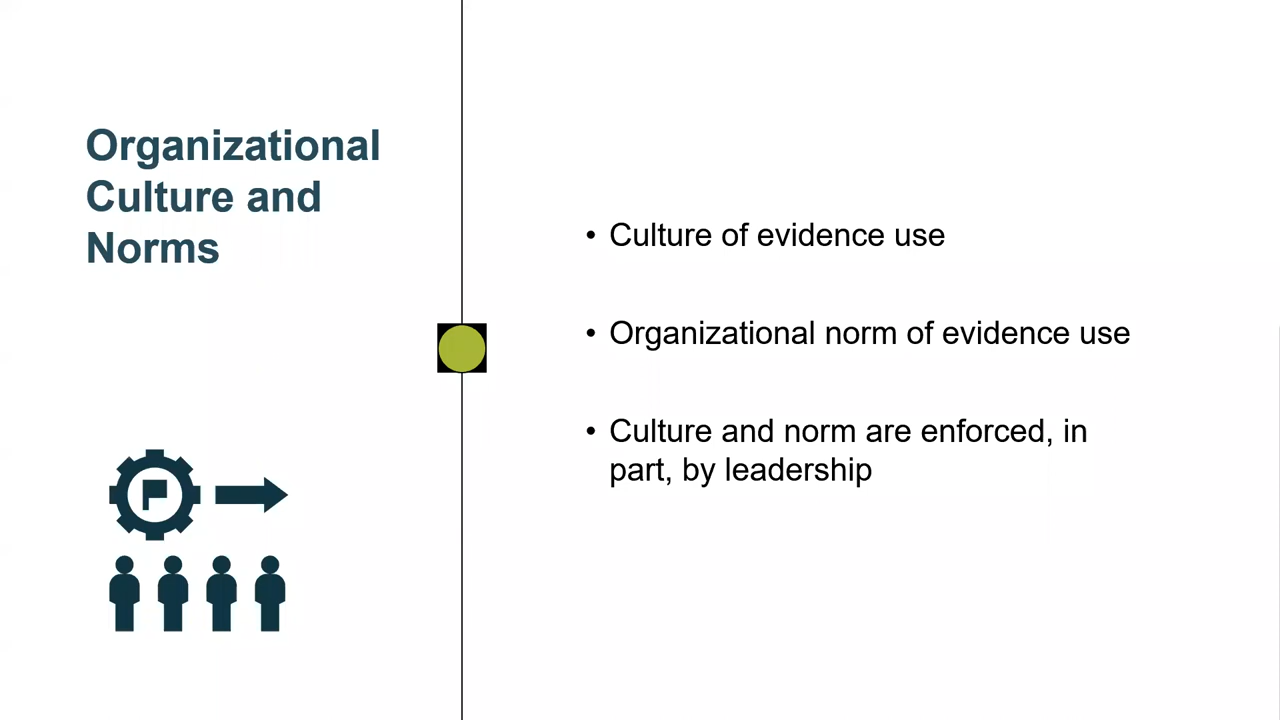 Organizational
Culture and
Norms
• Culture of evidence use
• Organizational norm of evidence use
• Culture and norm are enforced, in
part, by leadership